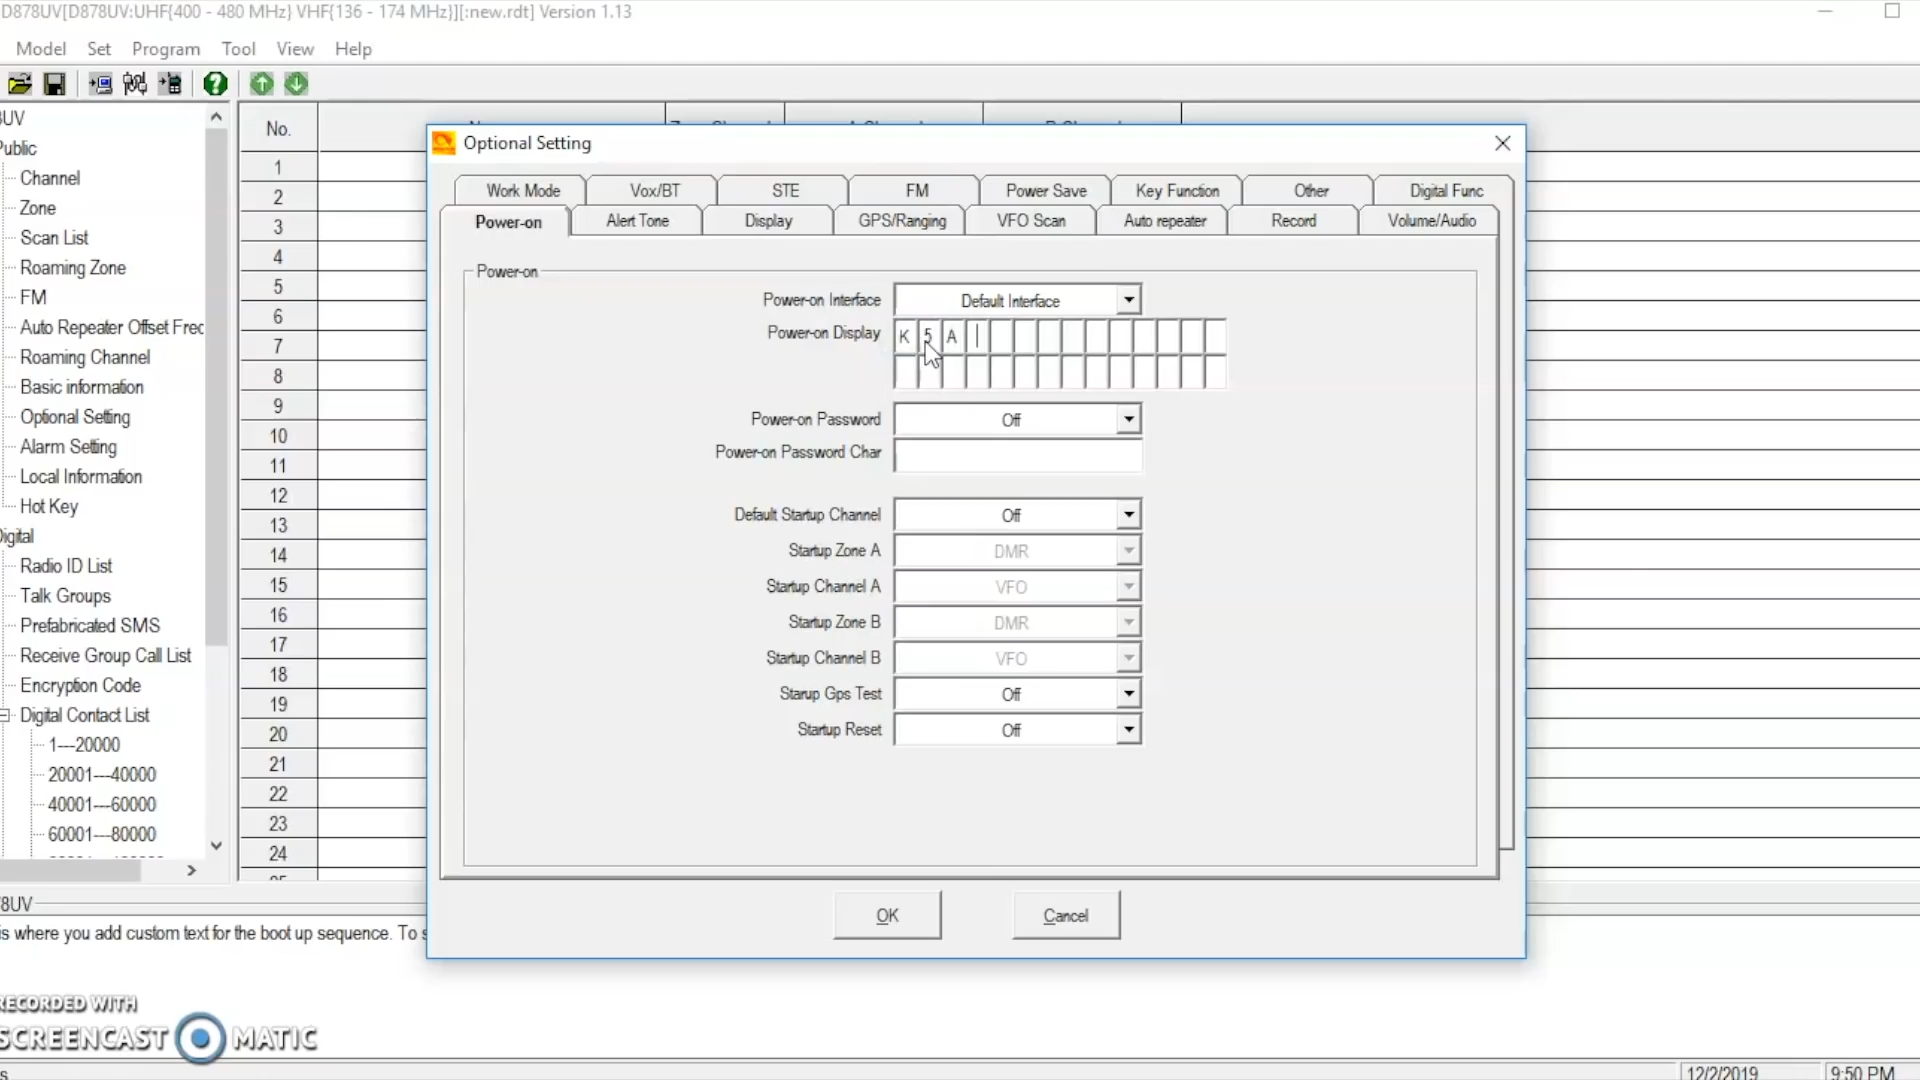 D878UV[D878UV:UHF{400 - 480 MHz} VHF{136 - 174 MHz}][:new.rdt] Version 1.13
Model Set Program Tool View Help
Channel
Zone
Scan List
Roaming Zone
FM
Auto Repeater Offset Freq
Roaming Channel
Basic information
Optional Setting
Alarm Setting
Local Information
Hot Key
Radio ID List
Talk Groups
Prefabricated SMS
Receive Group Call List
Encryption Code
Digital Contact List
1---20000
20001---40000
40001---60000
60001---80000
No.
1
2
3
4
5
6
7
8
9
10
11
12
13
14
15
16
17
18
19
20
21
22
23
24
Optional Setting
Work Mode Vox/BT STE FM Power Save Key Function Other Digital Func
Power-on Alert Tone Display GPS/Ranging VFO Scan Auto repeater Record Volume/Audio
Power-on
Power-on Interface Default Interface
Power-on Display K 5 A
Power-on Password Off
Power-on Password Char
Default Startup Channel Off
Startup Zone A DMR
Startup Channel A VFO
Startup Zone B DMR
Startup Channel B VFO
Starup Gps Test Off
Startup Reset Off
OK Cancel
where you add custom text for the boot up sequence. To
RECORDED WITH
SCREENCAST MATIC
12/2/2019 9:50 PM